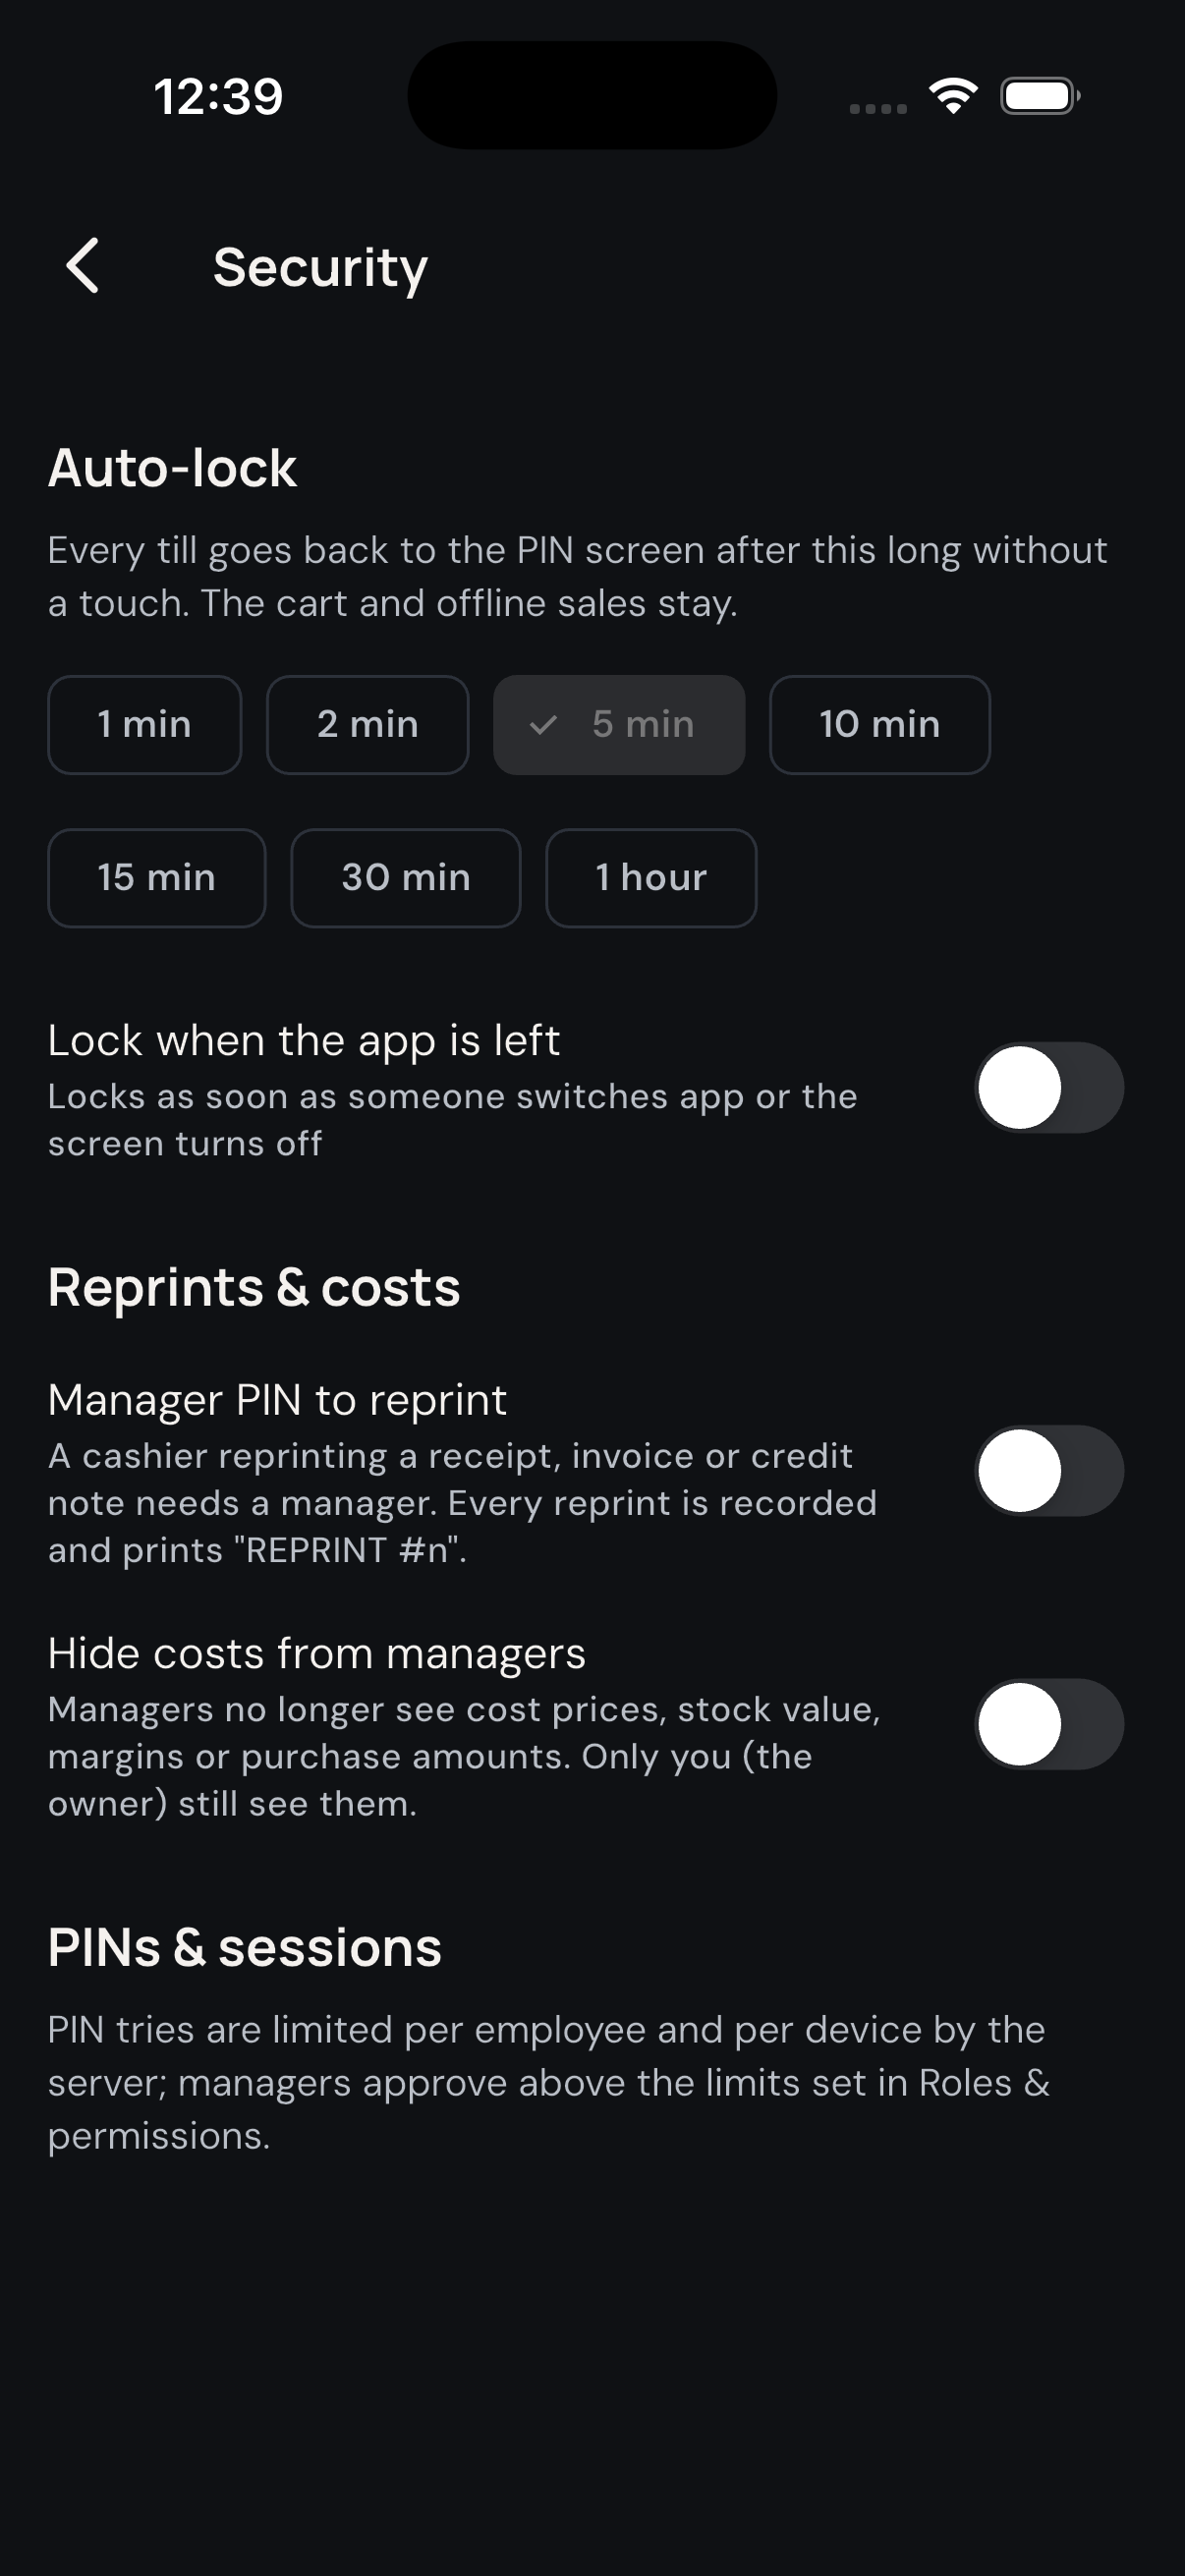 12:39
Security
Auto-lock
Every till goes back to the PIN screen after this long without
a touch. The cart and offline sales stay.
1 min
2 min
5 min
10 min
15 min
30 min
1 hour
Lock when the app is left
Locks as soon as someone switches app or the
screen turns off
Reprints & costs
Manager PIN to reprint
A cashier reprinting a receipt, invoice or credit
note needs a manager. Every reprint is recorded
and prints "REPRINT #n".
Hide costs from managers
Managers no longer see cost prices, stock value,
margins or purchase amounts. Only you (the
owner) still see them.
PINs & sessions
PIN tries are limited per employee and per device by the
server; managers approve above the limits set in Roles &
permissions.